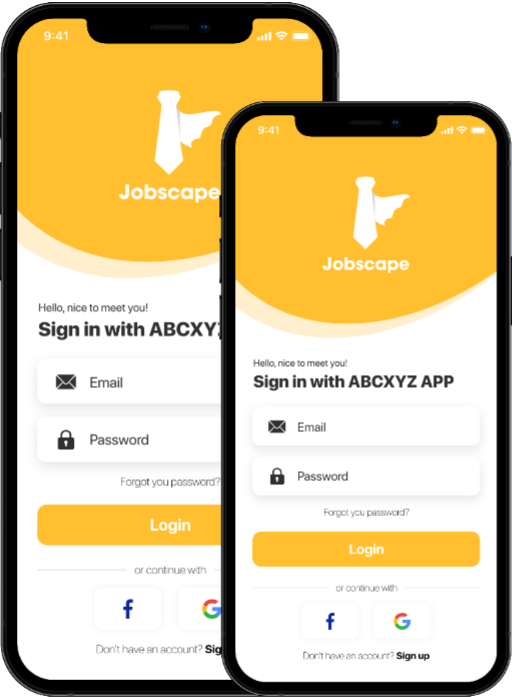 9:41
Jobscape
Hello, nice to meet you!
Sign in with ABCXYZ
Email
Password
Forgot you password?
Login
or continue with
Don't have an account? Sig
9:41
Jobscape
Hello, nice to meet you!
Sign in with ABCXYZ APP
Email
Password
Forgot you password?
Login
or continue with
Don't have an account? Sign up